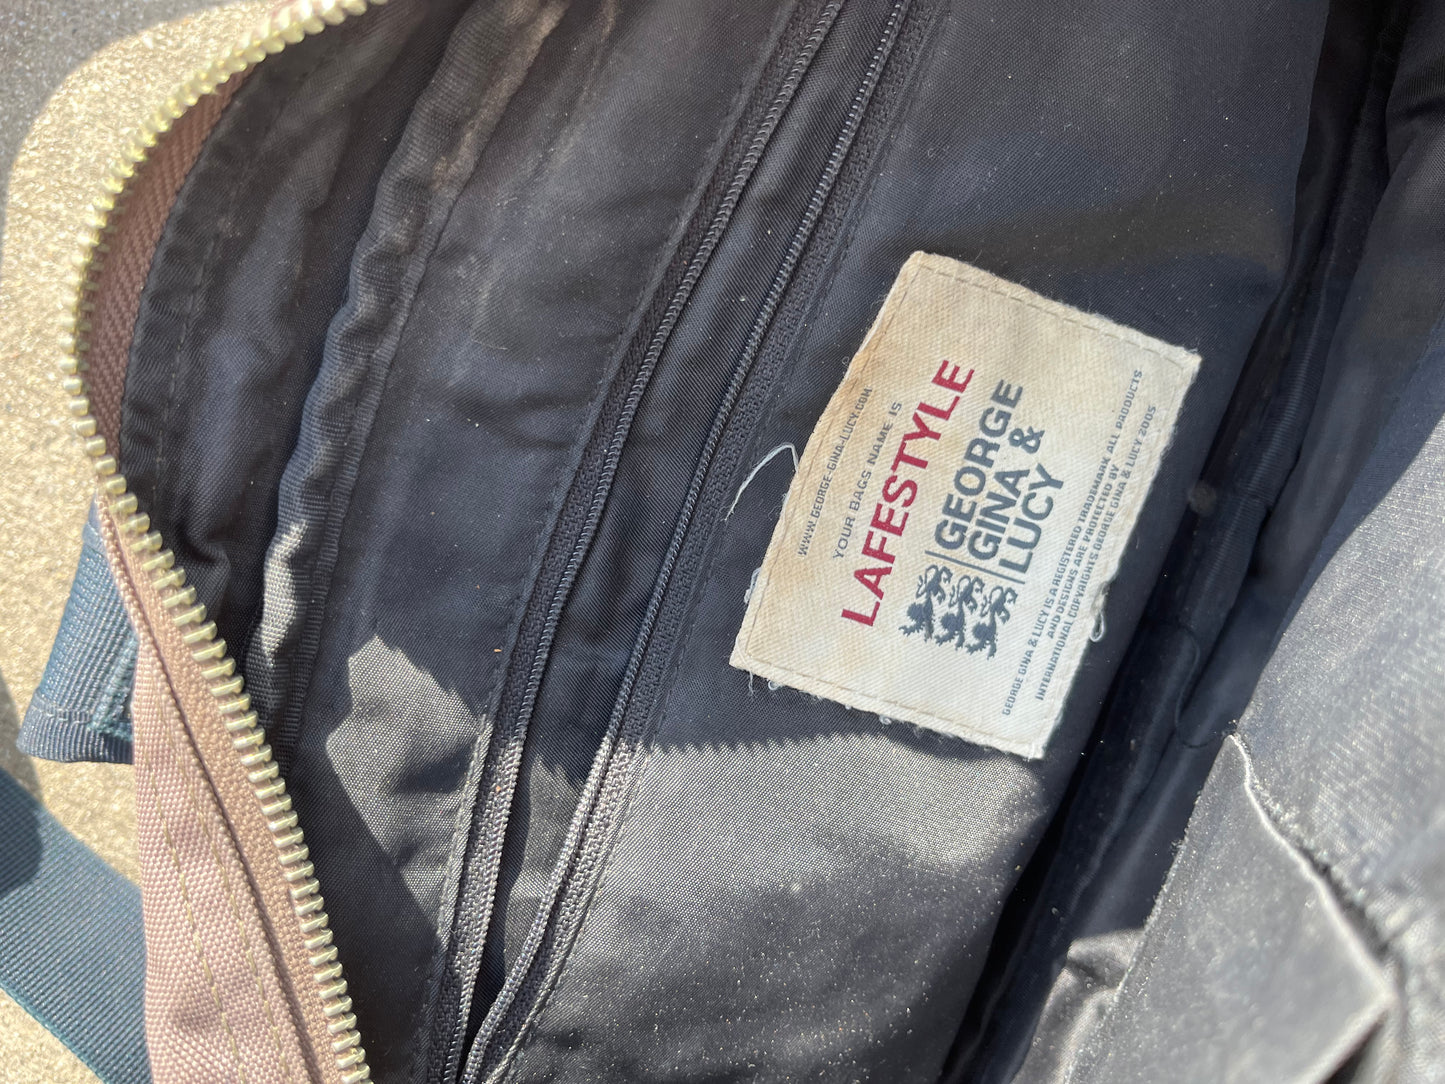 WWW.GEORGE-GINA-LUCY.COM
YOUR BAGS NAME IS
LAFESTYLE
GEORGE
GINA &
LUCY
GEORGE GINA & LUCY IS A REGISTERED TRADEMARK ALL PRODUCTS
AND DESIGNS ARE PROTECTED BY
INTERNATIONAL COPYRIGHTS GEORGE GINA & LUCY 2005